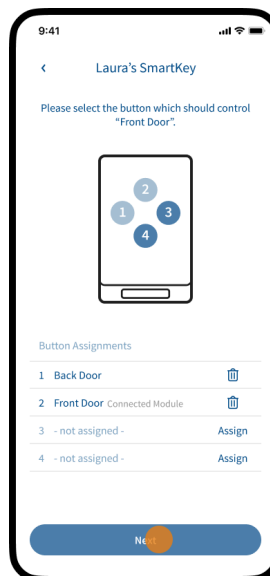 9:41
Laura's SmartKey
Please select the button which should control
"Front Door".
2
1
3
4
Button Assignments
1 Back Door
2 Front Door Connected Module
3 - not assigned - Assign
4 - not assigned - Assign
Next